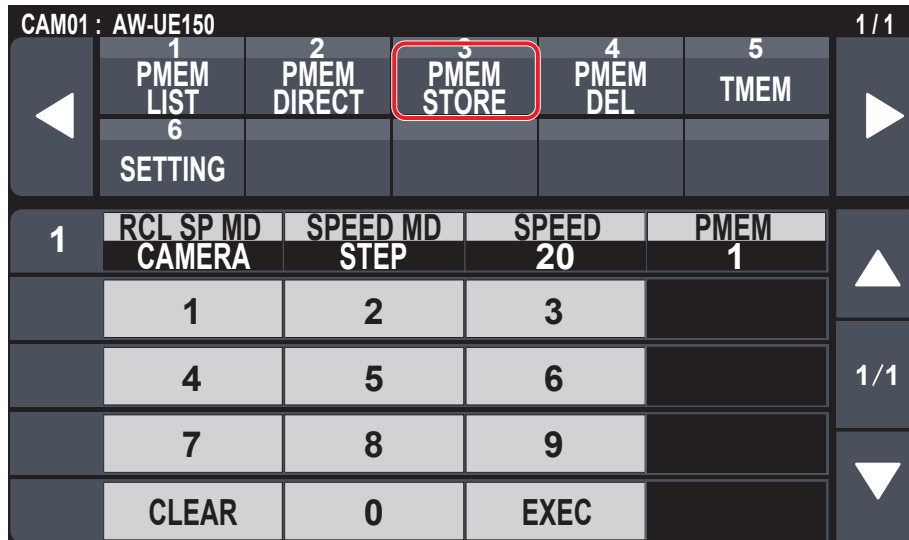 CAM01 : AW-UE150 1 / 1
1 2 3 4 5
PMEM LIST PMEM DIRECT PMEM STORE PMEM DEL TMEM
6
SETTING
1 RCL SP MD SPEED MD SPEED PMEM
CAMERA STEP 20 1
1 2 3
4 5 6 1/1
7 8 9
CLEAR 0 EXEC